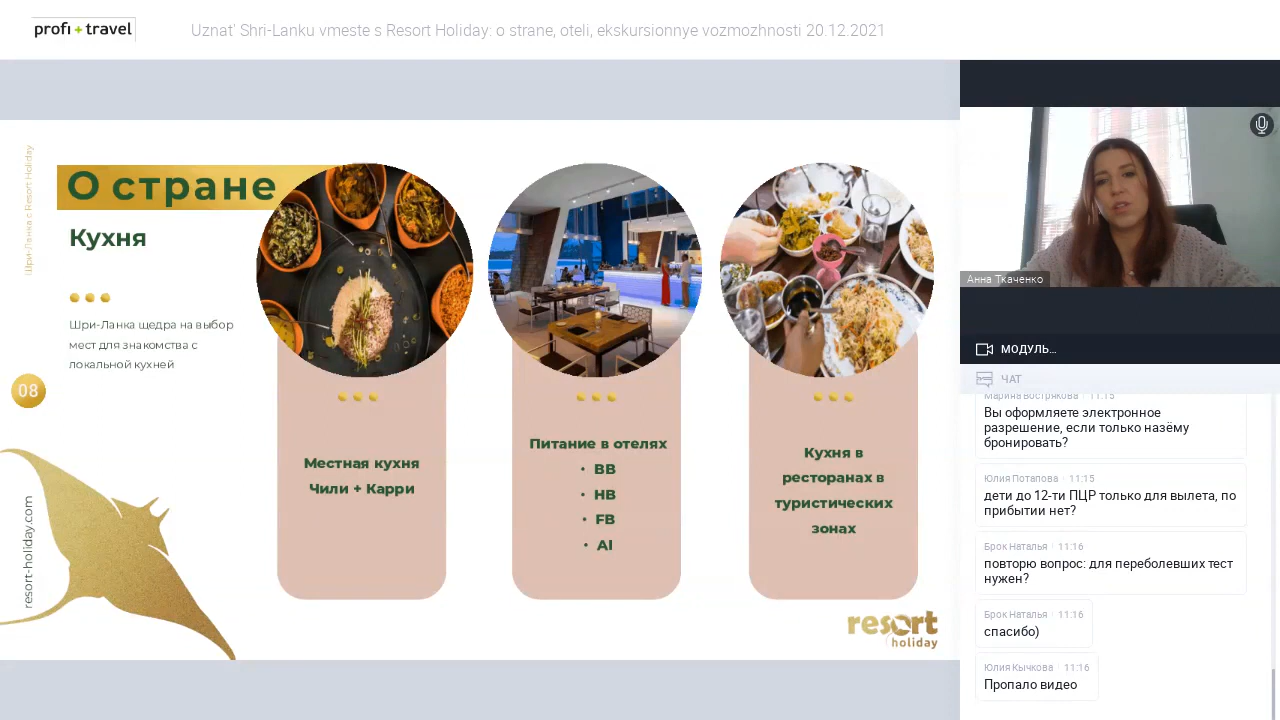 profi + travel
Uznat' Shri-Lanku vmeste s Resort Holiday: o strane, oteli, ekskursionnye vozmozhnosti 20.12.2021
Шри-Ланка с Resort Holiday
О стране
Кухня
Шри-Ланка щедра на выбор
мест для знакомства с
локальной кухней
08
resort-holiday.com
Местная кухня
Чили + Карри
Питание в отелях
• BB
• HB
• FB
• AI
Кухня в
ресторанах в
туристических
зонах
resort
holiday
Анна Ткаченко
МОДУЛЬ...
ЧАТ
Марина Вострякова 11:15
Вы оформляете электронное
разрешение, если только назёму
бронировать?
Юлия Потапова 11:15
дети до 12-ти ПЦР только для вылета, по
прибытии нет?
Брок Наталья 11:16
повторю вопрос: для переболевших тест
нужен?
Брок Наталья 11:16
спасибо)
Юлия Кычкова 11:16
Пропало видео